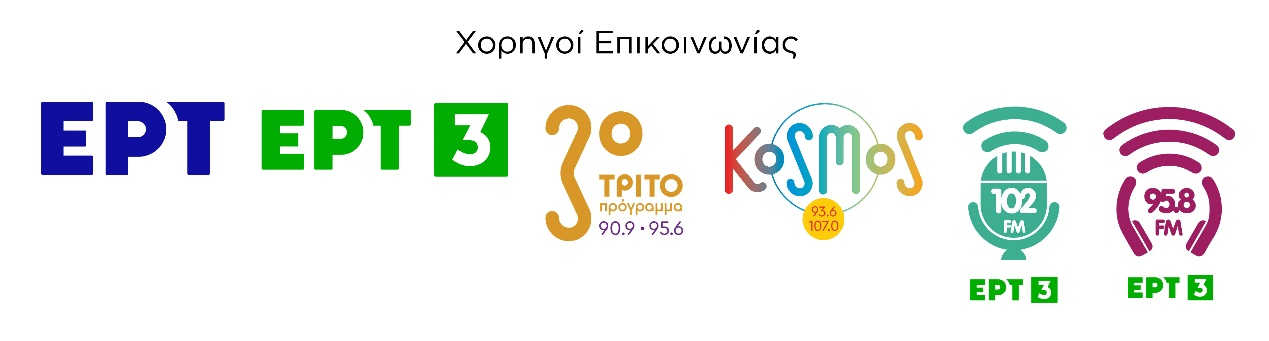 Χορηγοί Επικοινωνίας
ΕΡΤ
ΕΡΤ 3
3ο
ΤΡΙΤΟ
πρόγραμμα
90.9 • 95.6
KOSMOS
93.6
107.0
102
FM
ΕΡΤ 3
95.8
FM
ΕΡΤ 3